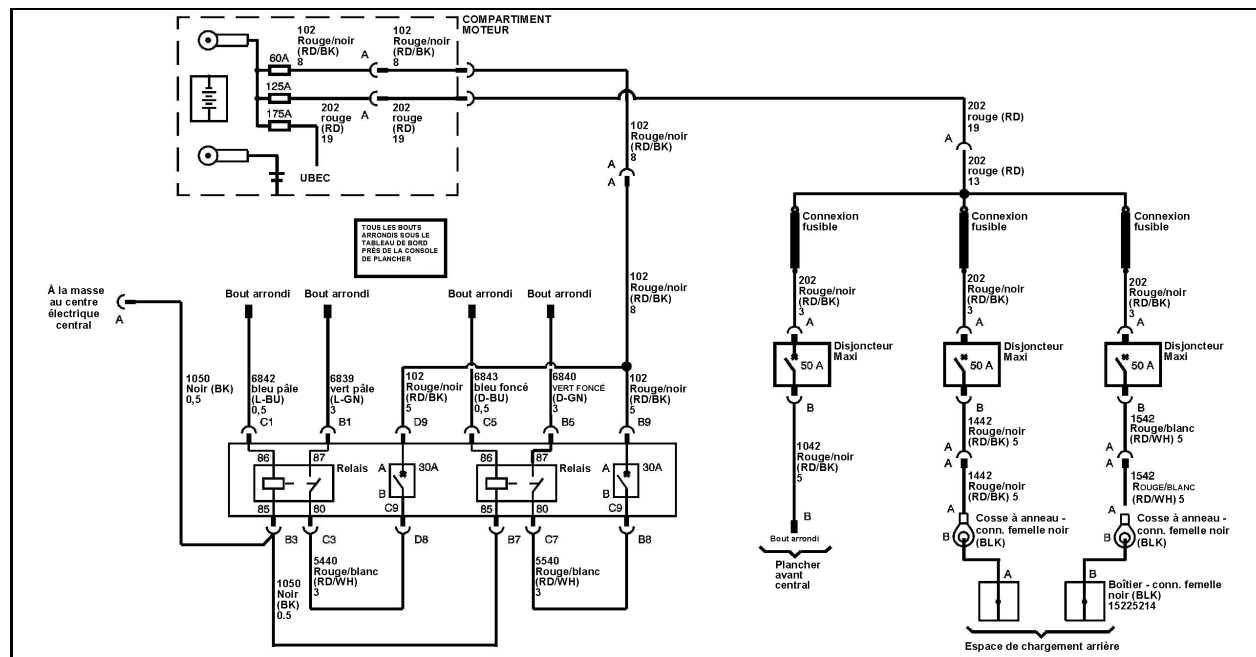 COMPARTIMENT
MOTEUR
102
Rouge/noir
(RD/BK)
8
A
102
Rouge/noir
(RD/BK)
8
60A
125A
175A
202
rouge
(RD)
19
A
202
rouge
(RD)
19
UBEC
102
Rouge/noir
(RD/BK)
8
A
A
202
rouge (RD)
19
A
202
rouge (RD)
13
TOUS LES BOUTS
ARRONDIS SOUS LE
TABLEAU DE BORD
PRÈS DE LA CONSOLE
DE PLANCHER
Connexion
fusible
Connexion
fusible
Connexion
fusible
À la masse
au centre
électrique
central
A
Bout arrondi
Bout arrondi
Bout arrondi
Bout arrondi
102
Rouge/noir
(RD/BK)
8
202
Rouge/noir
(RD/BK)
3
A
202
Rouge/noir
(RD/BK)
3
A
202
Rouge/noir
(RD/BK)
3
A
Disjoncteur
Maxi
50 A
B
Disjoncteur
Maxi
50 A
B
Disjoncteur
Maxi
50 A
B
1050
Noir (BK)
0,5
6842
bleu pâle
(L-BU)
0,5
C1
6839
vert pâle
(L-GN)
3
B1
102
Rouge/noir
(RD/BK)
5
D9
6843
bleu foncé
(D-BU)
0,5
C5
6840
VERT FONCÉ
(D-GN)
3
B5
102
Rouge/noir
(RD/BK)
5
B9
86
87
Relais
A
30A
B
C9
85
80
86
87
Relais
A
30A
B
C9
85
80
B3
C3
D8
B7
C7
B8
1050
Noir
(BK)
0.5
5440
Rouge/blanc
(RD/WH)
3
5540
Rouge/blanc
(RD/WH)
3
1042
Rouge/noir
(RD/BK)
5
B
Bout arrondi
Plancher
avant
central
1442
Rouge/noir
(RD/BK) 5
A
A
1442
Rouge/noir
(RD/BK) 5
A
B
Cosse à anneau -
conn. femelle noir
(BLK)
A
1542
Rouge/blanc
(RD/WH) 5
A
A
1542
ROUGE/BLANC
(RD/WH) 5
A
B
Cosse à anneau -
conn. femelle noir
(BLK)
B
Boîtier - conn. femelle
noir (BLK)
15225214
Espace de chargement arrière